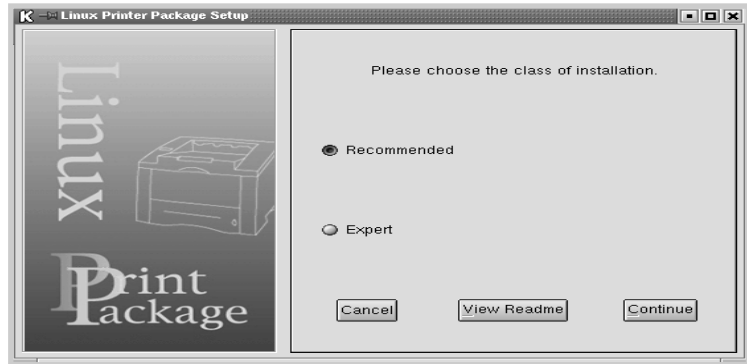 Linux Printer Package Setup
Linux
Print
Package
Please choose the class of installation.
Recommended
Expert
Cancel
View Readme
Continue